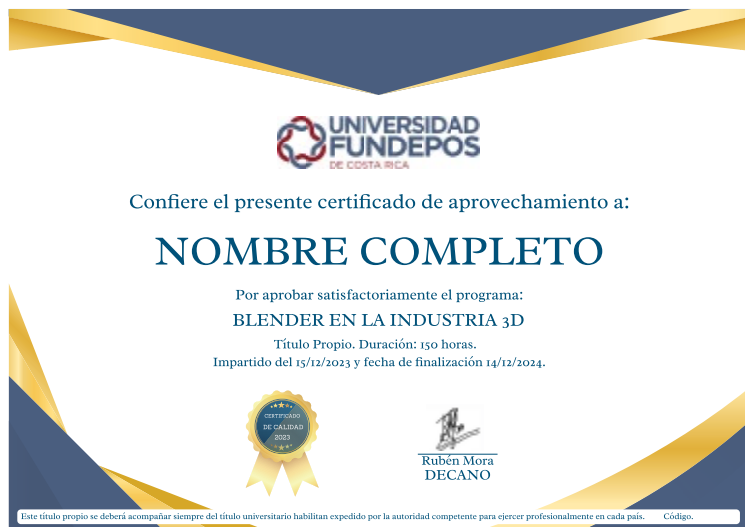 UNIVERSIDAD
FUNDEPOS
DE COSTA RICA
Confiere el presente certificado de aprovechamiento a:
NOMBRE COMPLETO
Por aprobar satisfactoriamente el programa:
BLENDER EN LA INDUSTRIA 3D
Título Propio. Duración: 150 horas.
Impartido del 15/12/2023 y fecha de finalización 14/12/2024.
CERTIFICADO
DE CALIDAD
2023
Rubén Mora
DECANO
Este título propio se deberá acompañar siempre del título universitario habilitan expedido por la autoridad competente para ejercer profesionalmente en cada país. Código.